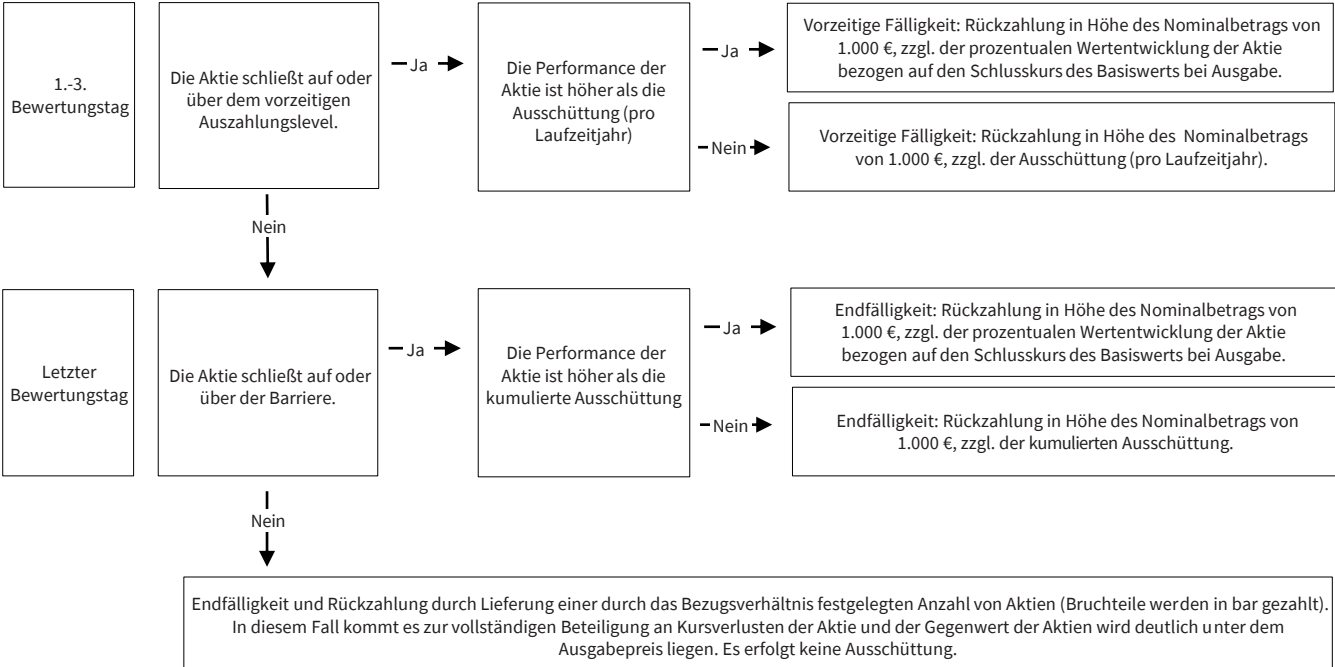 1.-3.
Bewertungstag
Die Aktie schließt auf oder
über dem vorzeitigen
Auszahlungslevel.
Ja
Die Performance der
Aktie ist höher als die
Ausschüttung (pro
Laufzeitjahr)
Ja
Vorzeitige Fälligkeit: Rückzahlung in Höhe des Nominalbetrags von
1.000 €, zzgl. der prozentualen Wertentwicklung der Aktie
bezogen auf den Schlusskurs des Basiswerts bei Ausgabe.
Nein
Vorzeitige Fälligkeit: Rückzahlung in Höhe des Nominalbetrags
von 1.000 €, zzgl. der Ausschüttung (pro Laufzeitjahr).
Nein
Letzter
Bewertungstag
Die Aktie schließt auf oder
über der Barriere.
Ja
Die Performance der
Aktie ist höher als die
kumulierte Ausschüttung
Ja
Endfälligkeit: Rückzahlung in Höhe des Nominalbetrags von
1.000 €, zzgl. der prozentualen Wertentwicklung der Aktie
bezogen auf den Schlusskurs des Basiswerts bei Ausgabe.
Nein
Endfälligkeit: Rückzahlung in Höhe des Nominalbetrags von
1.000 €, zzgl. der kumulierten Ausschüttung.
Nein
Endfälligkeit und Rückzahlung durch Lieferung einer durch das Bezugsverhältnis festgelegten Anzahl von Aktien (Bruchteile werden in bar gezahlt).
In diesem Fall kommt es zur vollständigen Beteiligung an Kursverlusten der Aktie und der Gegenwert der Aktien wird deutlich unter dem
Ausgabepreis liegen. Es erfolgt keine Ausschüttung.